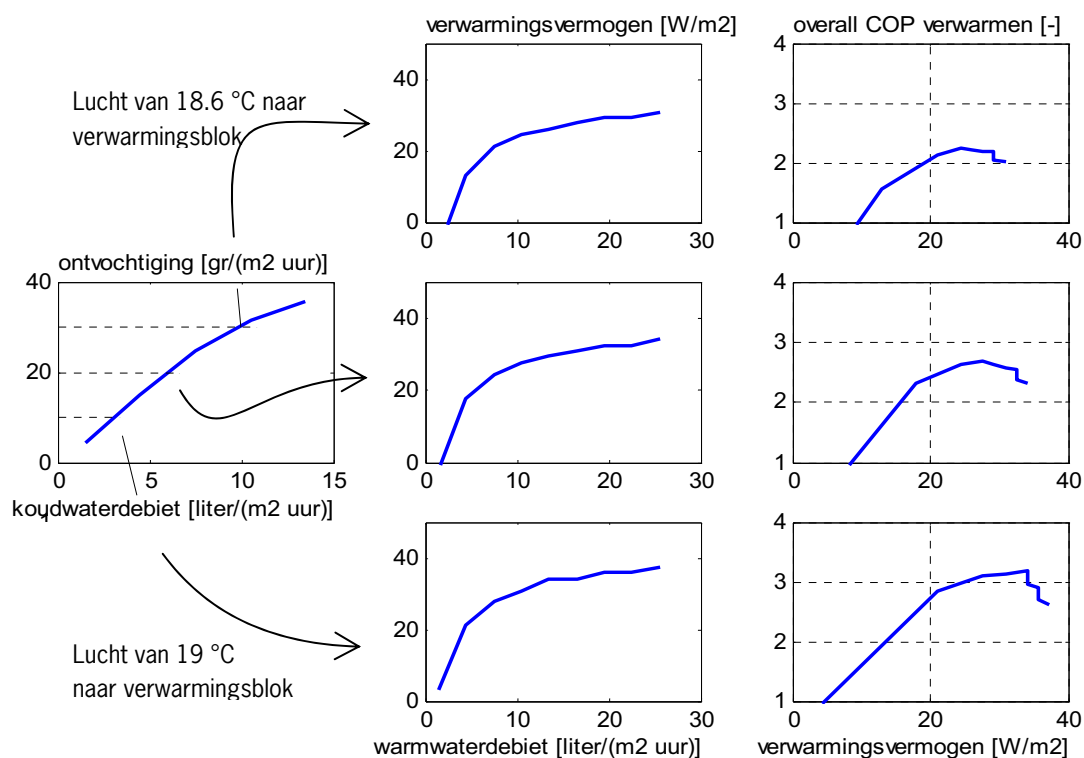 verwarmingsvermogen [W/m2]
overall COP verwarmen [-]
Lucht van 18.6 °C naar
verwarmingsblok
40
20
0
0 10 20 30
4
3
2
1
0 20 40
ontvochtiging [gr/(m2 uur)]
40
20
0
0 5 10 15
koudwaterdebiet [liter/(m2 uur)]
40
20
0
0 10 20 30
4
3
2
1
0 20 40
Lucht van 19 °C
naar verwarmingsblok
40
20
0
0 10 20 30
warmwaterdebiet [liter/(m2 uur)]
4
3
2
1
0 20 40
verwarmingsvermogen [W/m2]